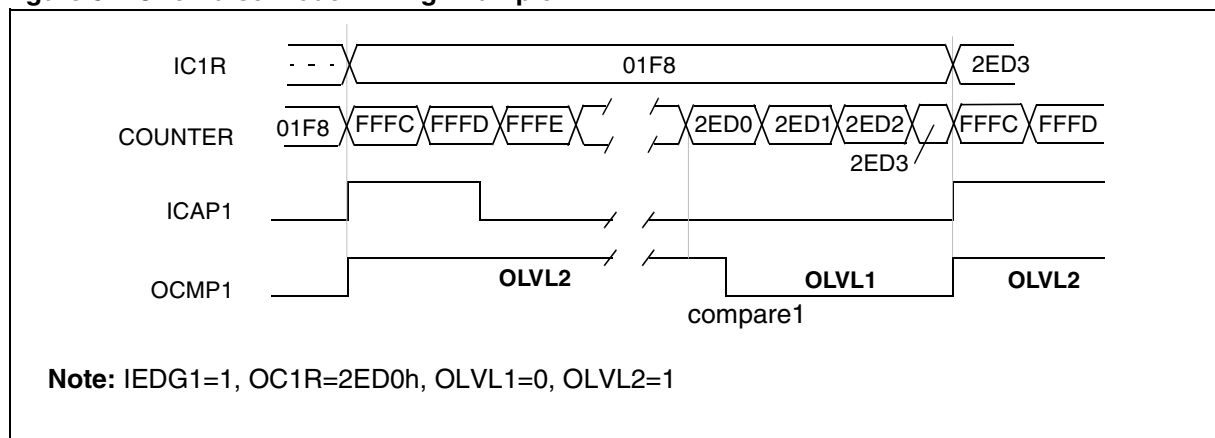 IC1R - - - 01F8 2ED3
COUNTER 01F8 FFFC FFFD FFFE 2ED0 2ED1 2ED2 FFFC FFFD
2ED3
ICAP1
OCMP1 OLVL2 OLVL1 OLVL2
compare1
Note: IEDG1=1, OC1R=2ED0h, OLVL1=0, OLVL2=1